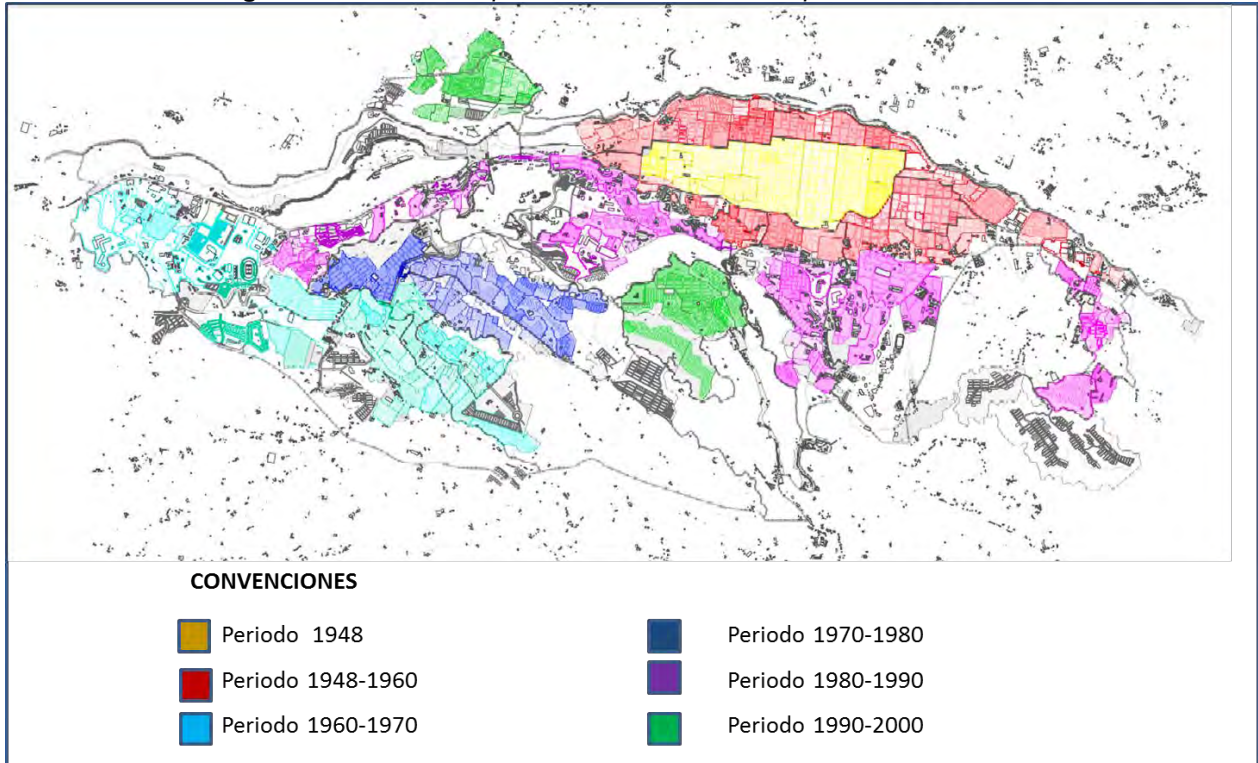 CONVENCIONES
Periodo 1948
Periodo 1948-1960
Periodo 1960-1970
Periodo 1970-1980
Periodo 1980-1990
Periodo 1990-2000